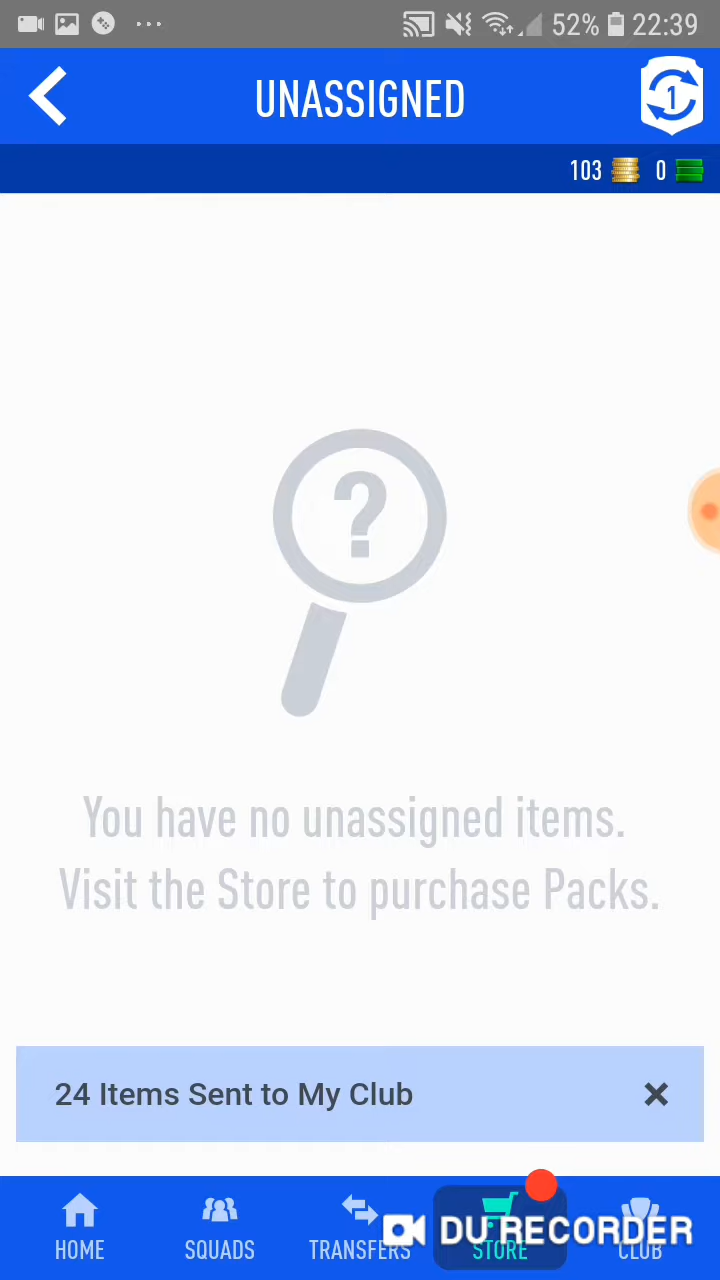 52% 22:39
UNASSIGNED
1
103 0
?
You have no unassigned items.
Visit the Store to purchase Packs.
24 Items Sent to My Club
HOME SQUADS TRANSFERS STORE CLUB
DU RECORDER